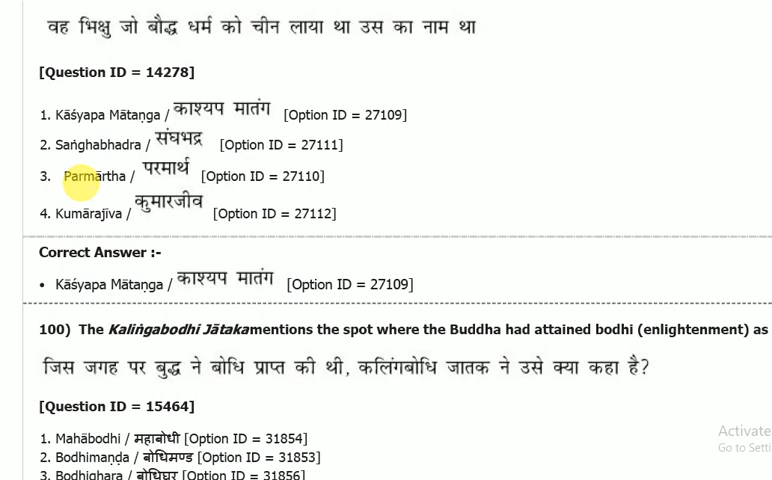 वह भिक्षु जो बौद्ध धर्म को चीन लाया था उस का नाम था
[Question ID = 14278]
1. Kāśyapa Mātaṇga / काश्यप मातंग [Option ID = 27109]
2. Saṅghabhadra / संघभद्र [Option ID = 27111]
3. Parmārtha / परमार्थ [Option ID = 27110]
4. Kumārajīva / कुमारजीव [Option ID = 27112]
Correct Answer :-
• Kāśyapa Mātaṇga / काश्यप मातंग [Option ID = 27109]
100) The Kaliṅgabodhi Jātakamentions the spot where the Buddha had attained bodhi (enlightenment) as
जिस जगह पर बुद्ध ने बोधि प्राप्त की थी, कलिंगबोधि जातक ने उसे क्या कहा है?
[Question ID = 15464]
1. Mahābodhi / महाबोधी [Option ID = 31854]
2. Bodhimaṇḍa / बोधिमण्ड [Option ID = 31853]
3. Bodhighara / बोधिघर [Option ID = 31856]
Activate
Go to Setti